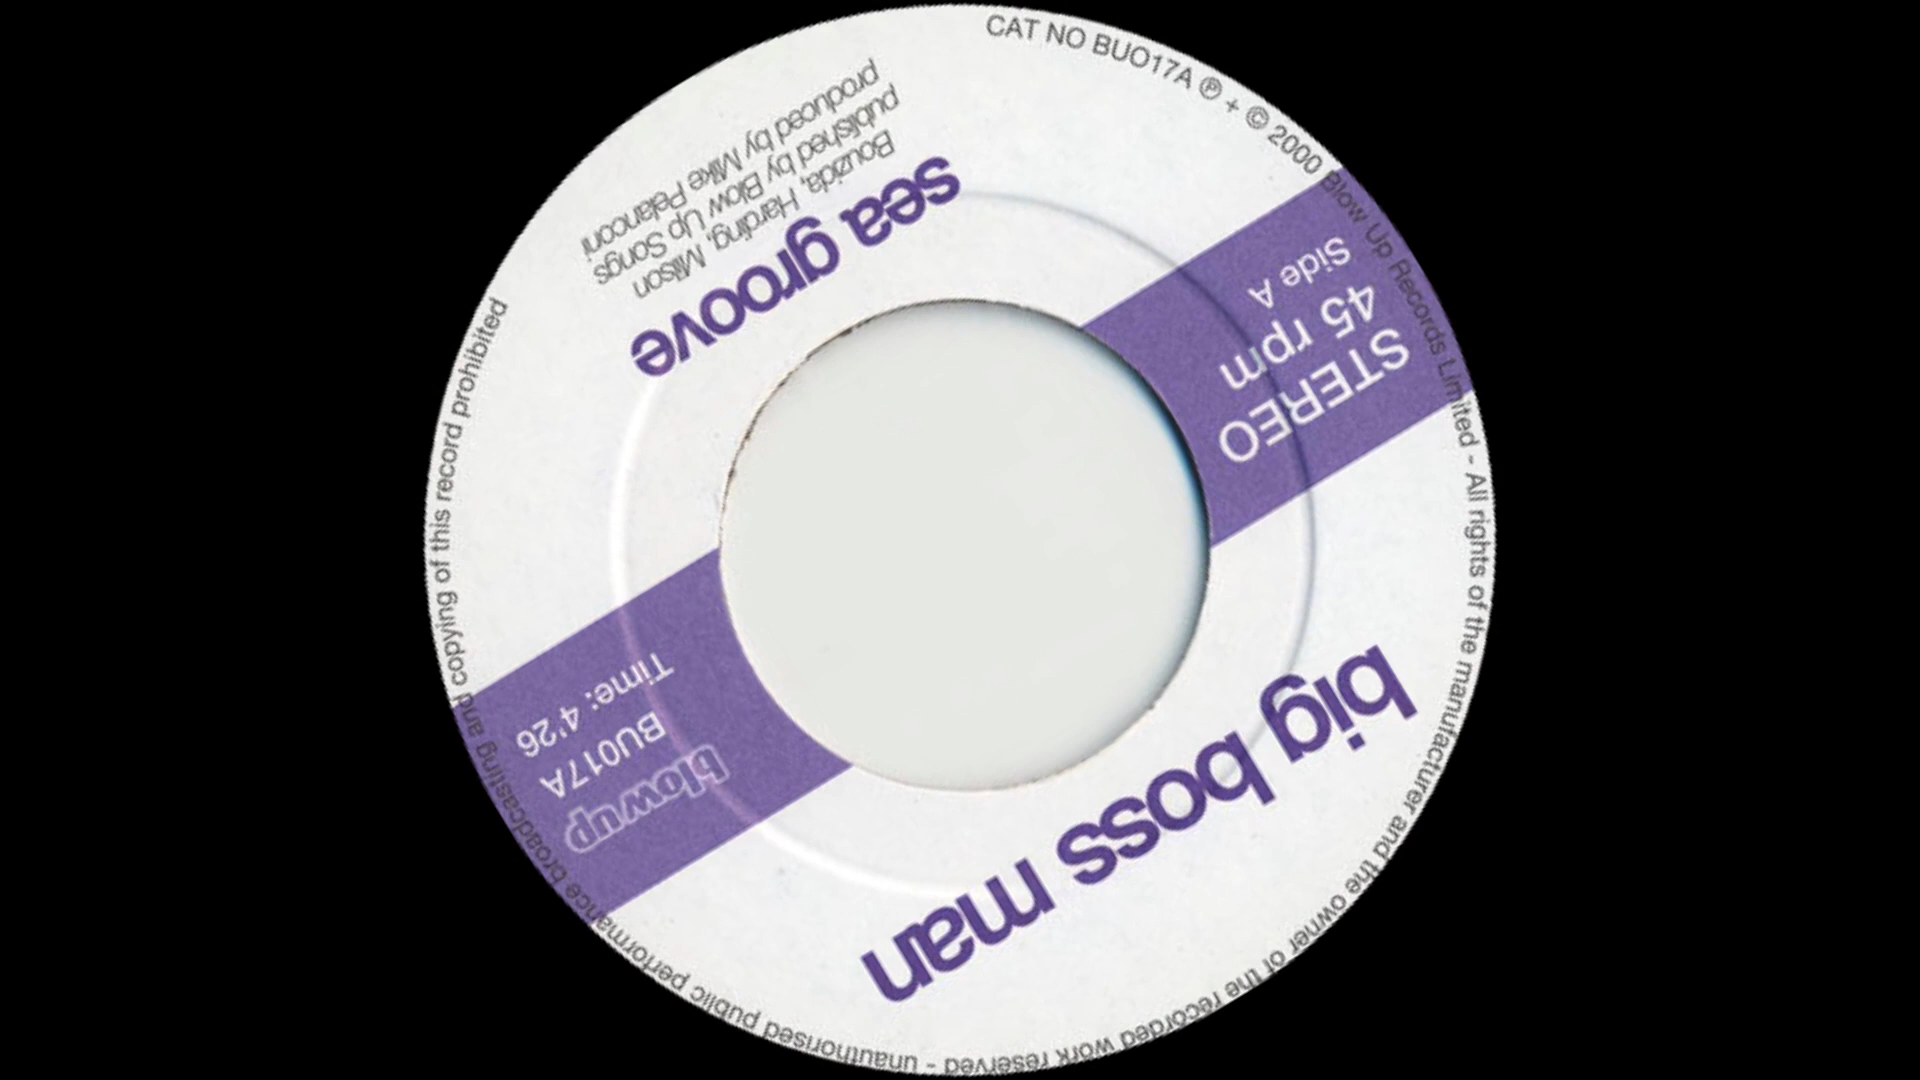 big boss man
STEREO
45 rpm
Side A
blow up
BU017A
Time: 4'26
sea groove
Bouzida, Harding, Milson
published by Blow Up Songs
produced by Mike Pelanconi
CAT NO BUO17A ℗ + © 2000 Blow Up Records Limited - All rights of the manufacturer and the owner of the recorded work reserved - unauthorised public performance broadcasting and copying of this record prohibited